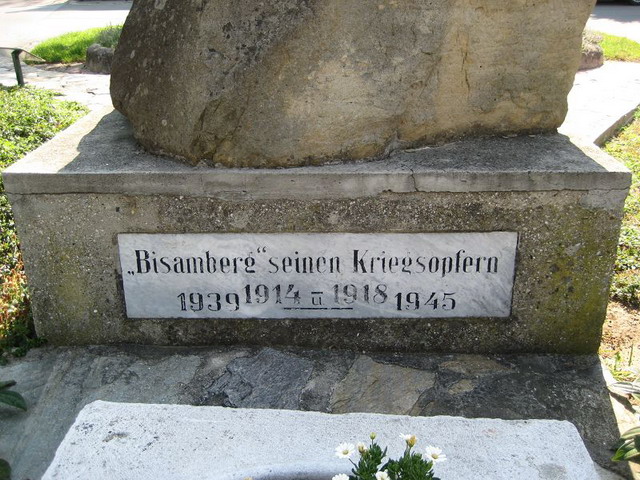 „Bisamberg“ seinen Kriegsopfern
1939 1914 u 1918 1945